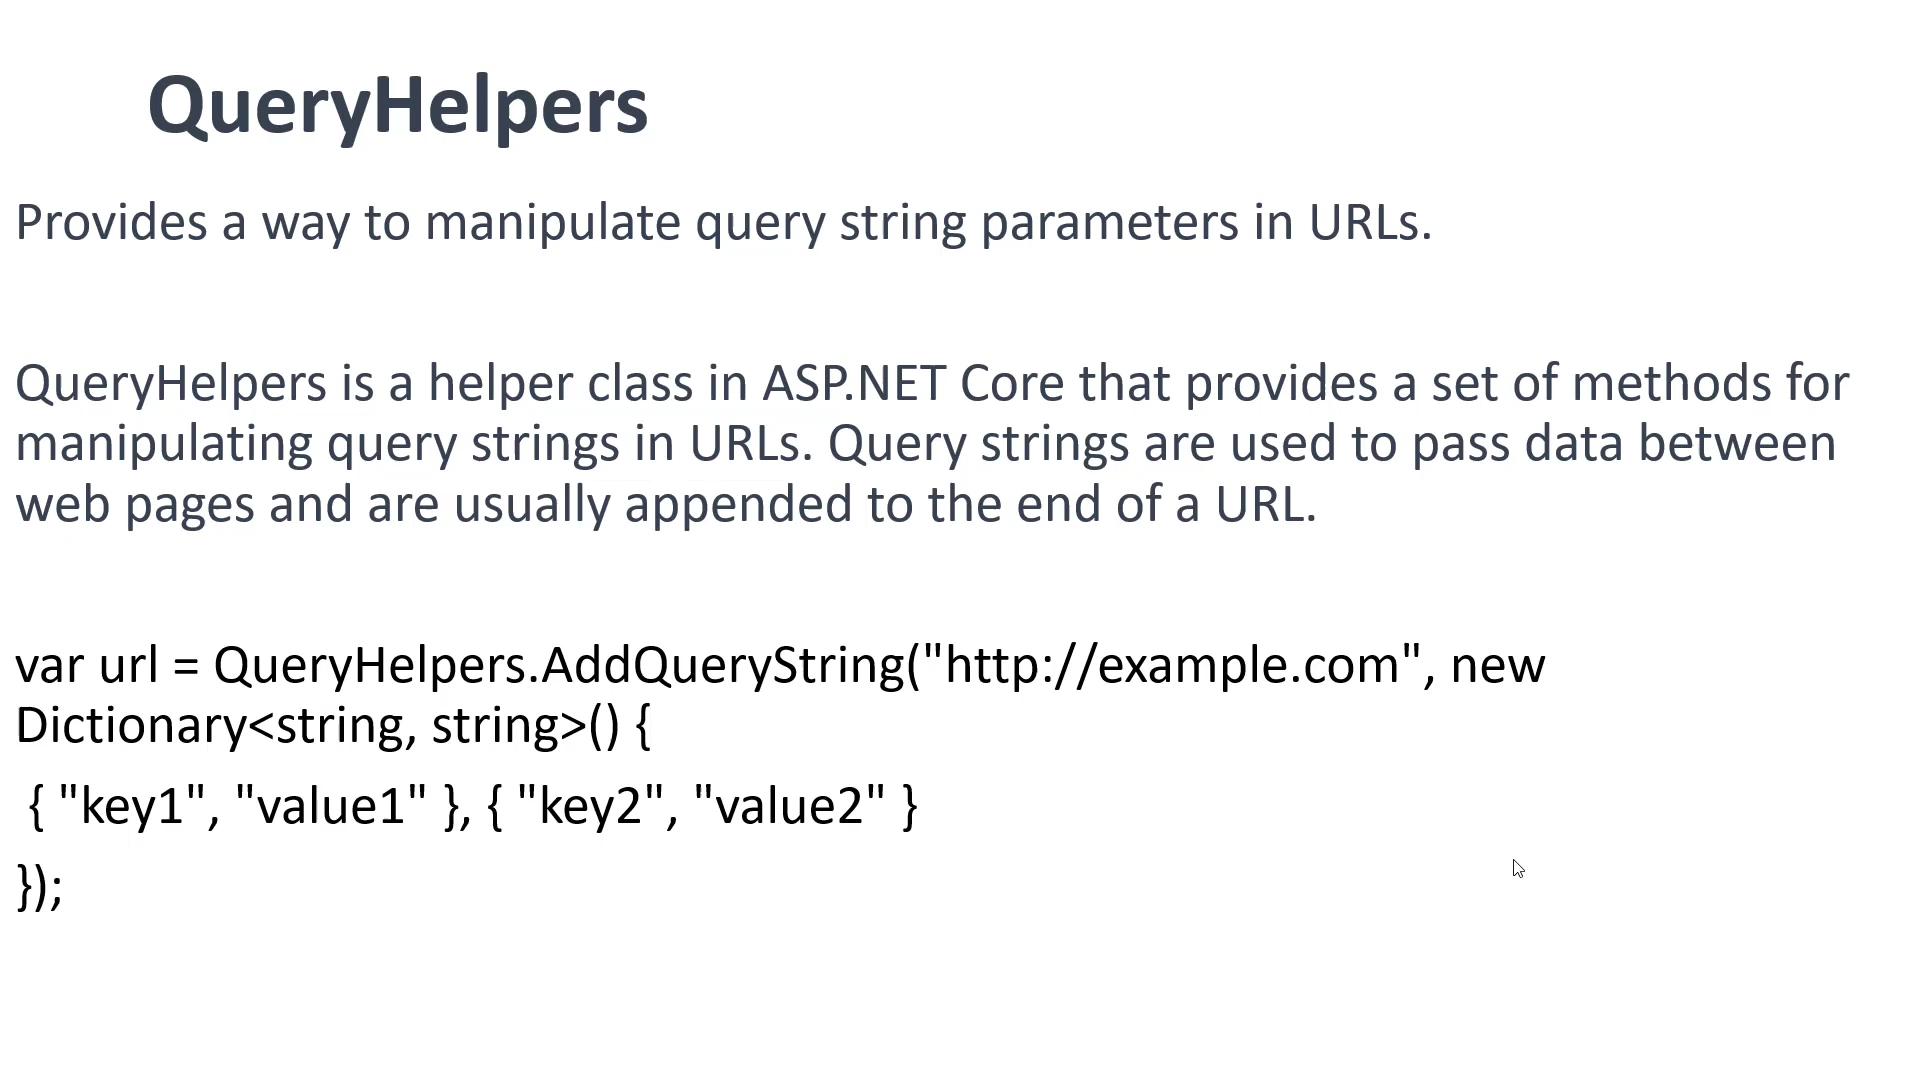 QueryHelpers
Provides a way to manipulate query string parameters in URLs.
QueryHelpers is a helper class in ASP.NET Core that provides a set of methods for
manipulating query strings in URLs. Query strings are used to pass data between
web pages and are usually appended to the end of a URL.
var url = QueryHelpers.AddQueryString("http://example.com", new
Dictionary<string, string>() {
{ "key1", "value1" }, { "key2", "value2" }
});